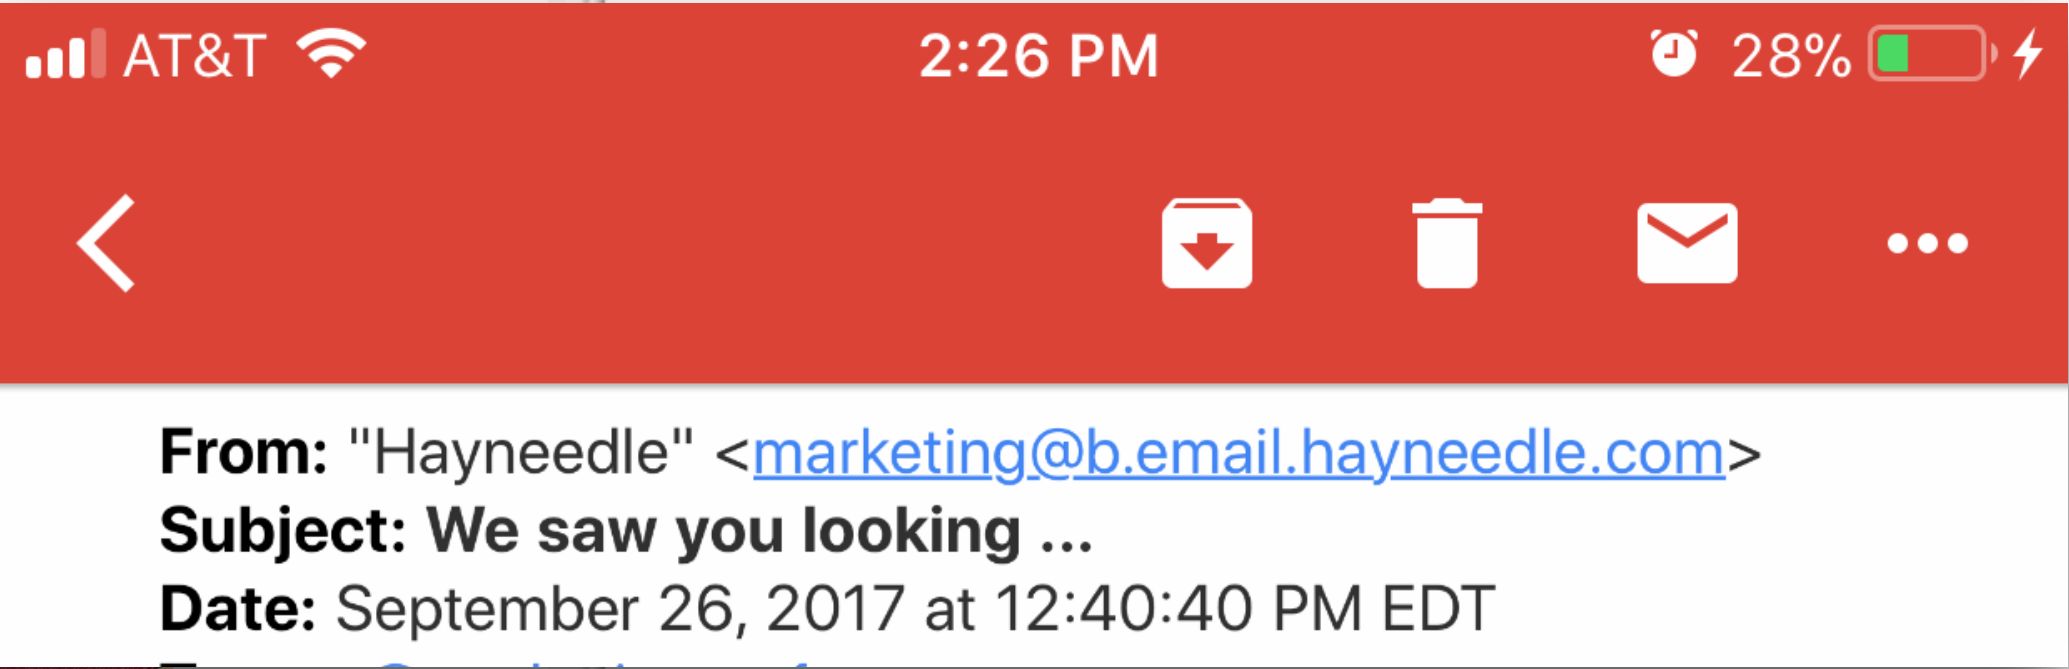 AT&T 2:26 PM 28%
From: "Hayneedle" <marketing@b.email.hayneedle.com>
Subject: We saw you looking ...
Date: September 26, 2017 at 12:40:40 PM EDT